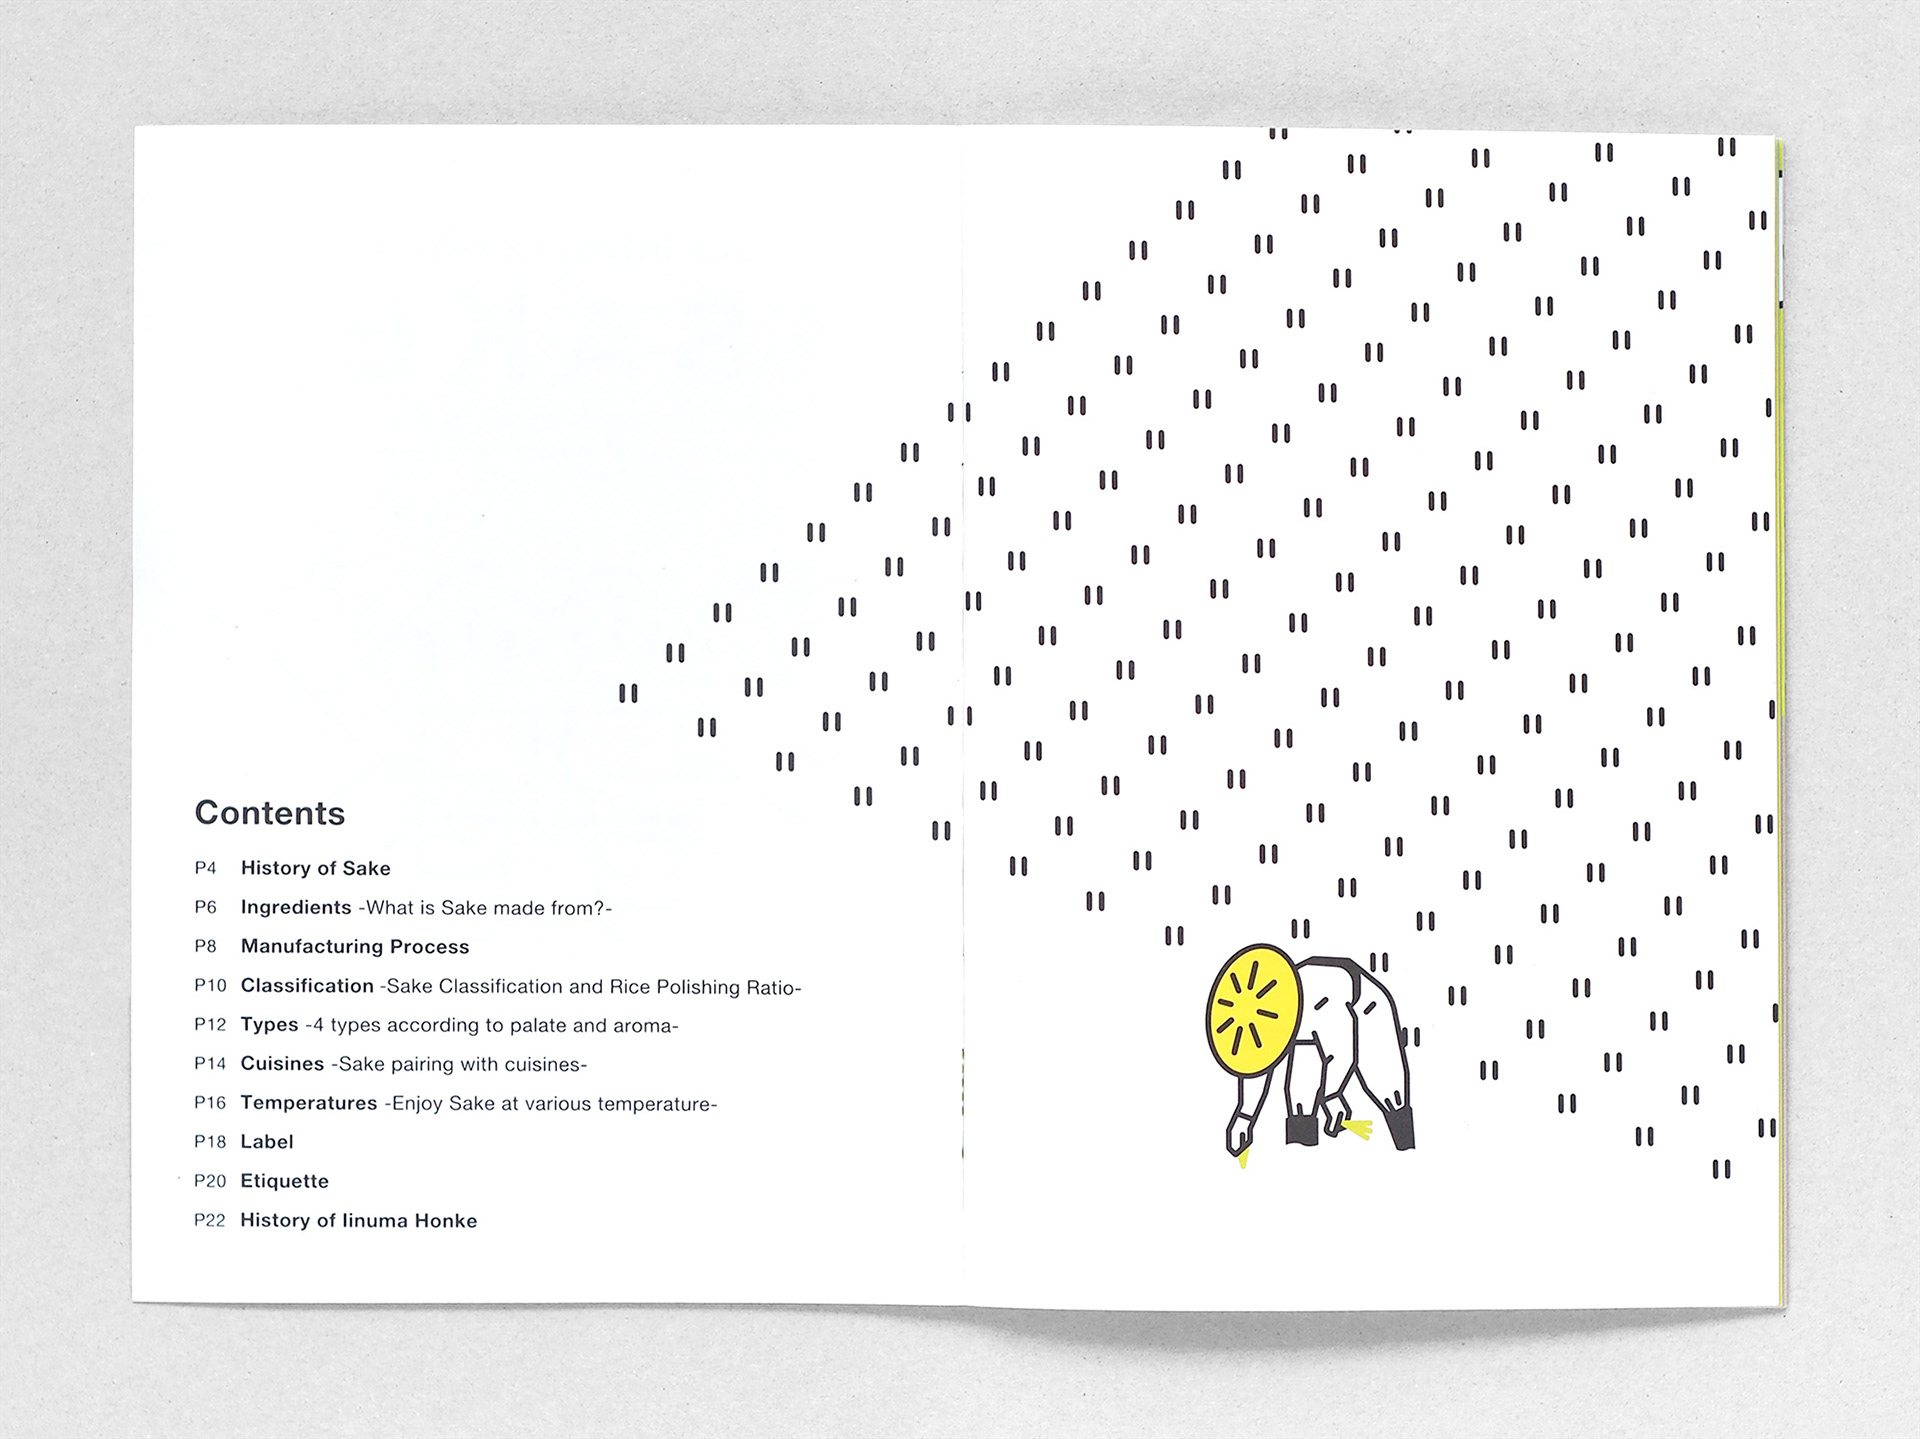 Contents
P4 History of Sake
P6 Ingredients -What is Sake made from?-
P8 Manufacturing Process
P10 Classification -Sake Classification and Rice Polishing Ratio-
P12 Types -4 types according to palate and aroma-
P14 Cuisines -Sake pairing with cuisines-
P16 Temperatures -Enjoy Sake at various temperature-
P18 Label
P20 Etiquette
P22 History of Iinuma Honke